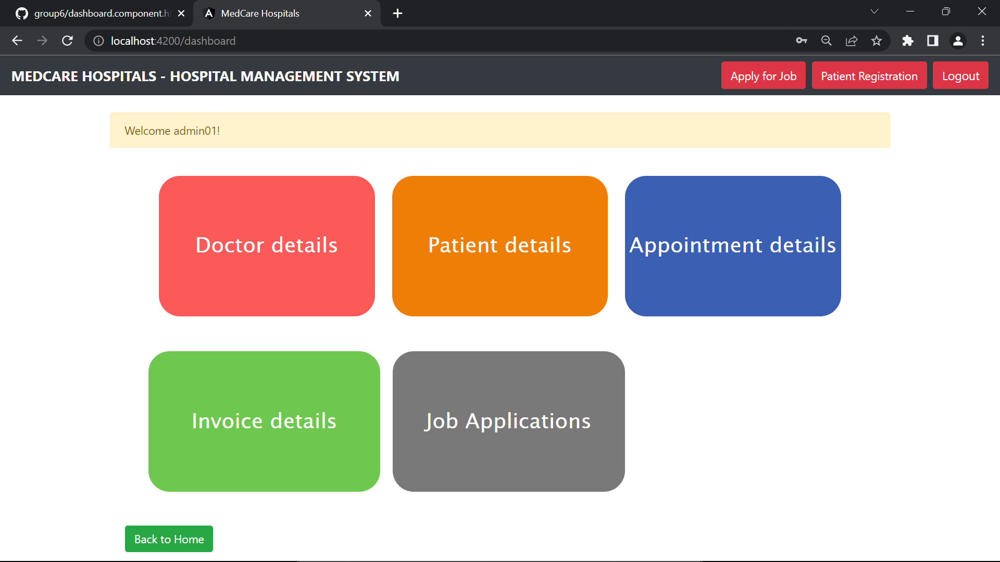 group6/dashboard.component.h
MedCare Hospitals
localhost:4200/dashboard
MEDCARE HOSPITALS - HOSPITAL MANAGEMENT SYSTEM
Apply for Job
Patient Registration
Logout
Welcome admin01!
Doctor details
Patient details
Appointment details
Invoice details
Job Applications
Back to Home